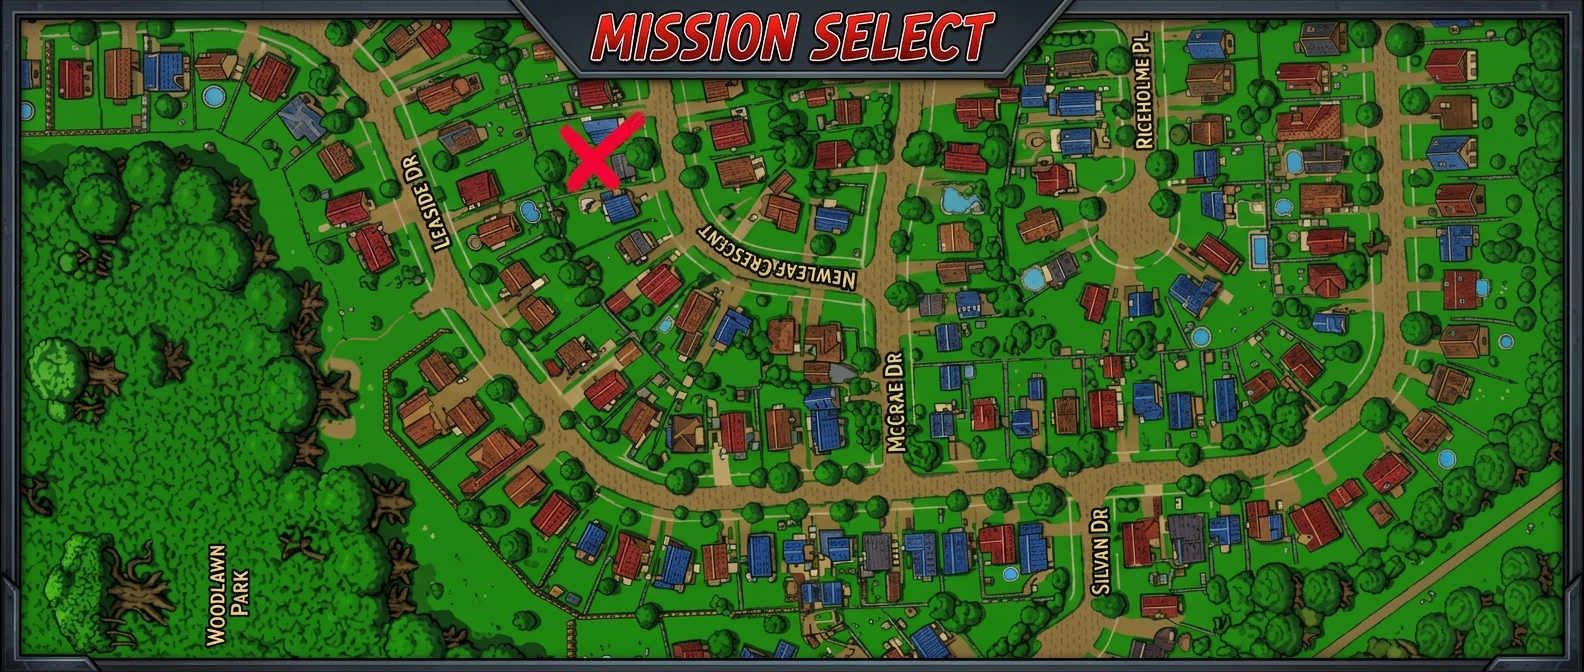 MISSION SELECT
RICEHOLME PL
LEASIDE DR
NEWLEAF CRESCENT
MCCRAE DR
SILVAN DR
WOODLAWN
PARK